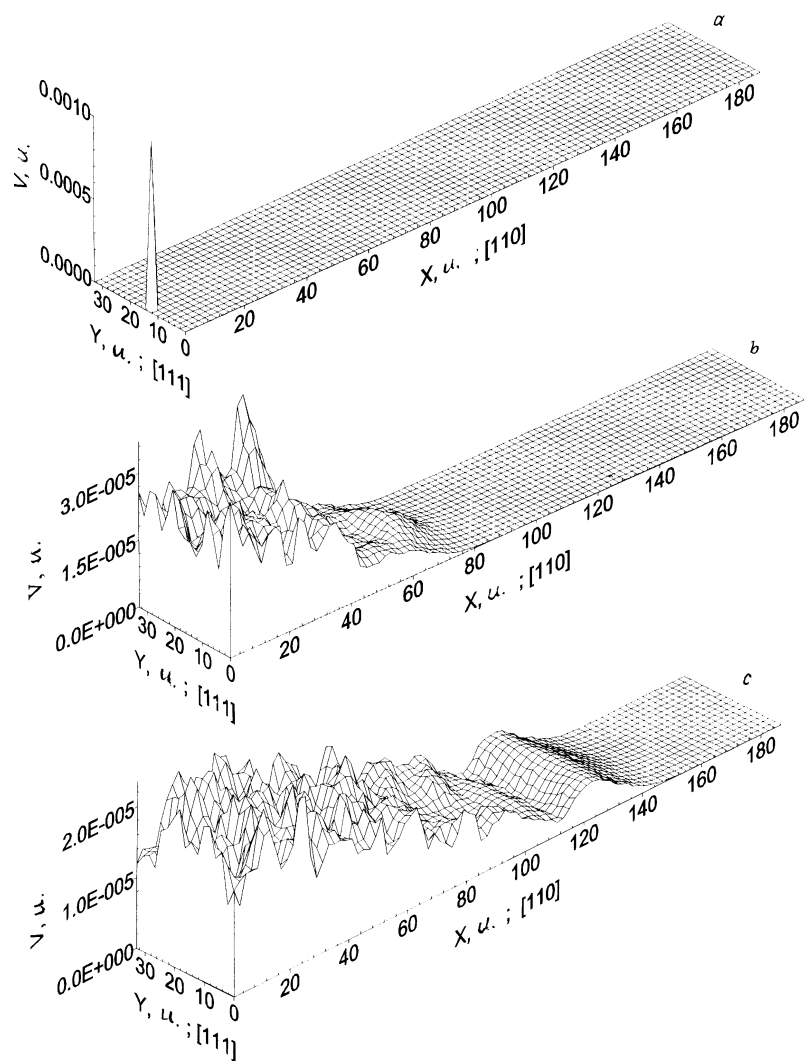 a
0.0010
0.0005
0.0000
V, u.
30 20 10 0
Y, u. ; [111]
20 40 60 80 100 120 140 160 180
X, u. ; [110]
b
3.0E-005
1.5E-005
0.0E+000
V, u.
30 20 10 0
Y, u. ; [111]
20 40 60 80 100 120 140 160 180
X, u. ; [110]
c
2.0E-005
1.0E-005
0.0E+000
V, u.
30 20 10 0
Y, u. ; [111]
20 40 60 80 100 120 140 160 180
X, u. ; [110]